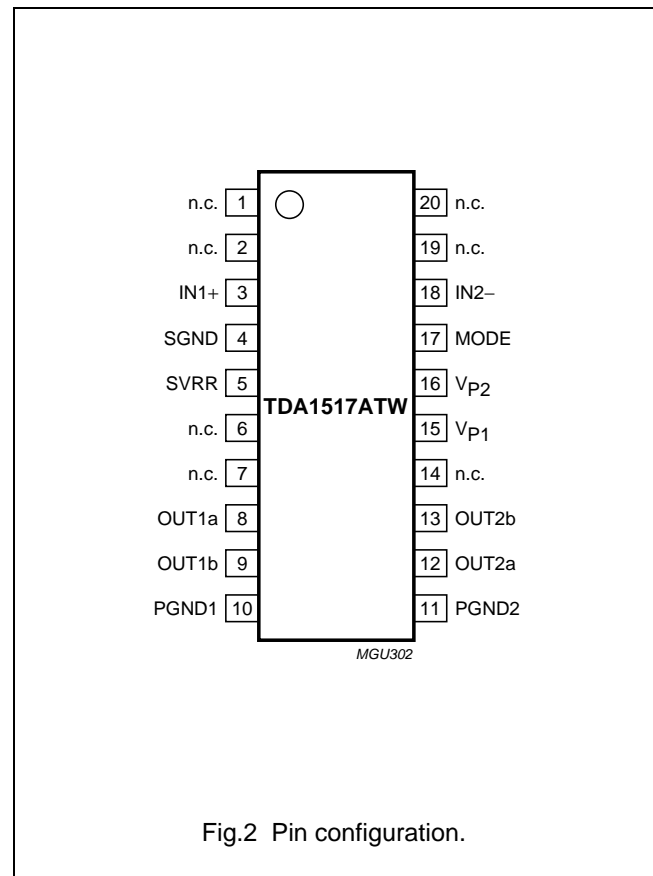 n.c. 1 20 n.c.
n.c. 2 19 n.c.
IN1+ 3 18 IN2−
SGND 4 17 MODE
SVRR 5 16 VP2
TDA1517ATW
n.c. 6 15 VP1
n.c. 7 14 n.c.
OUT1a 8 13 OUT2b
OUT1b 9 12 OUT2a
PGND1 10 11 PGND2
MGU302
Fig.2 Pin configuration.